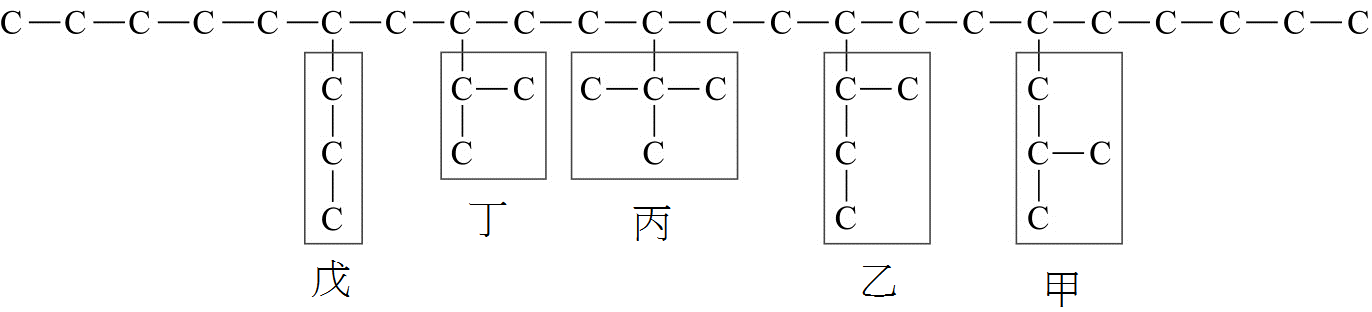 C—C—C—C—C—C—C—C—C—C—C—C—C—C—C—C—C—C—C—C—C—C
C C—C C—C—C C—C C
C C C C C—C
C C C
丁 丙
戊 乙 甲